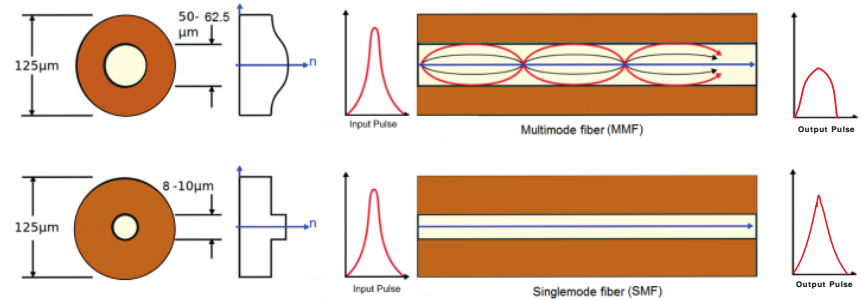 50- 62.5
μm
125μm
n
Input Pulse
Multimode fiber (MMF)
Output Pulse
8 -10μm
125μm
n
Input Pulse
Singlemode fiber (SMF)
Output Pulse